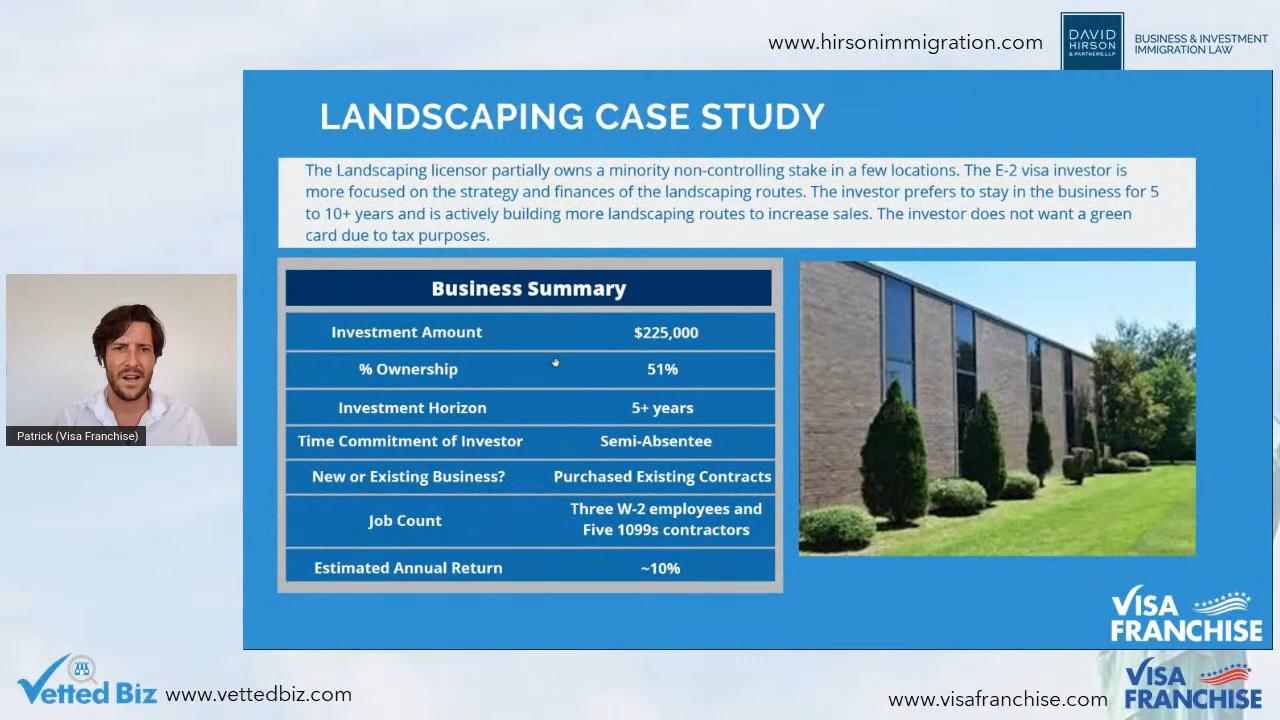 www.hirsonimmigration.com
DAVID
HIRSON
& PARTNERS, LLP
BUSINESS & INVESTMENT
IMMIGRATION LAW
LANDSCAPING CASE STUDY
The Landscaping licensor partially owns a minority non-controlling stake in a few locations. The E-2 visa investor is
more focused on the strategy and finances of the landscaping routes. The investor prefers to stay in the business for 5
to 10+ years and is actively building more landscaping routes to increase sales. The investor does not want a green
card due to tax purposes.
Business Summary
Investment Amount $225,000
% Ownership 51%
Investment Horizon 5+ years
Time Commitment of Investor Semi-Absentee
New or Existing Business? Purchased Existing Contracts
Job Count Three W-2 employees and
Five 1099s contractors
Estimated Annual Return ~10%
Patrick (Visa Franchise)
VISA
FRANCHISE
Vetted Biz www.vettedbiz.com
www.visafranchise.com
VISA
FRANCHISE